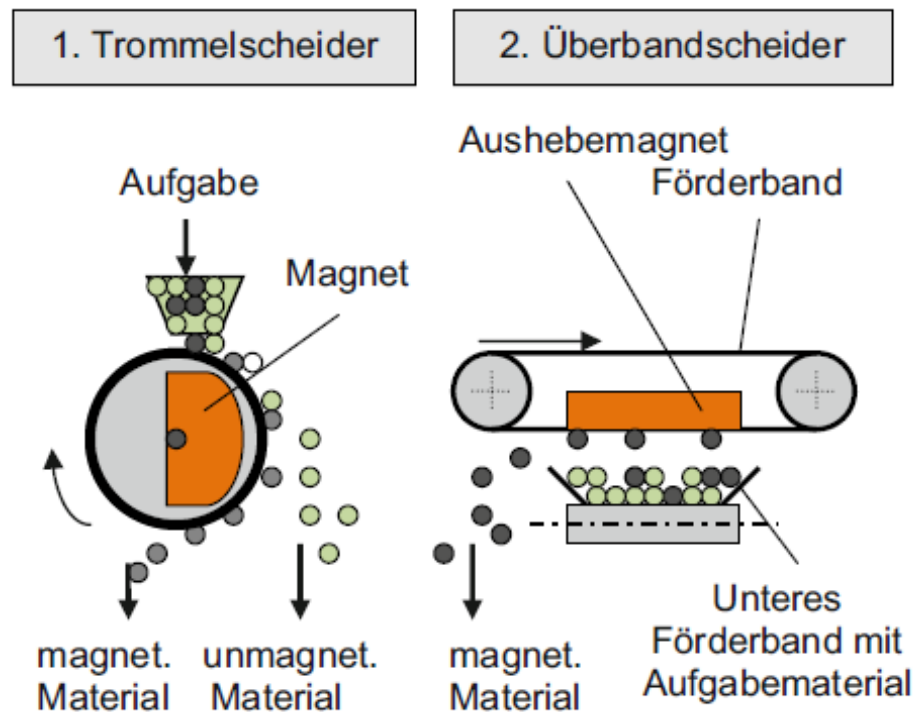 1. Trommelscheider
2. Überbandscheider
Aufgabe
Magnet
magnet.
Material
unmagnet.
Material
Aushebemagnet
Förderband
magnet.
Material
Unteres
Förderband mit
Aufgabematerial